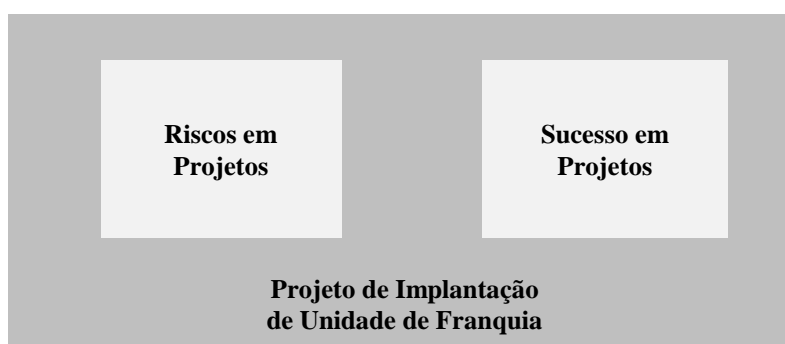 Riscos em
Projetos
Sucesso em
Projetos
Projeto de Implantação
de Unidade de Franquia